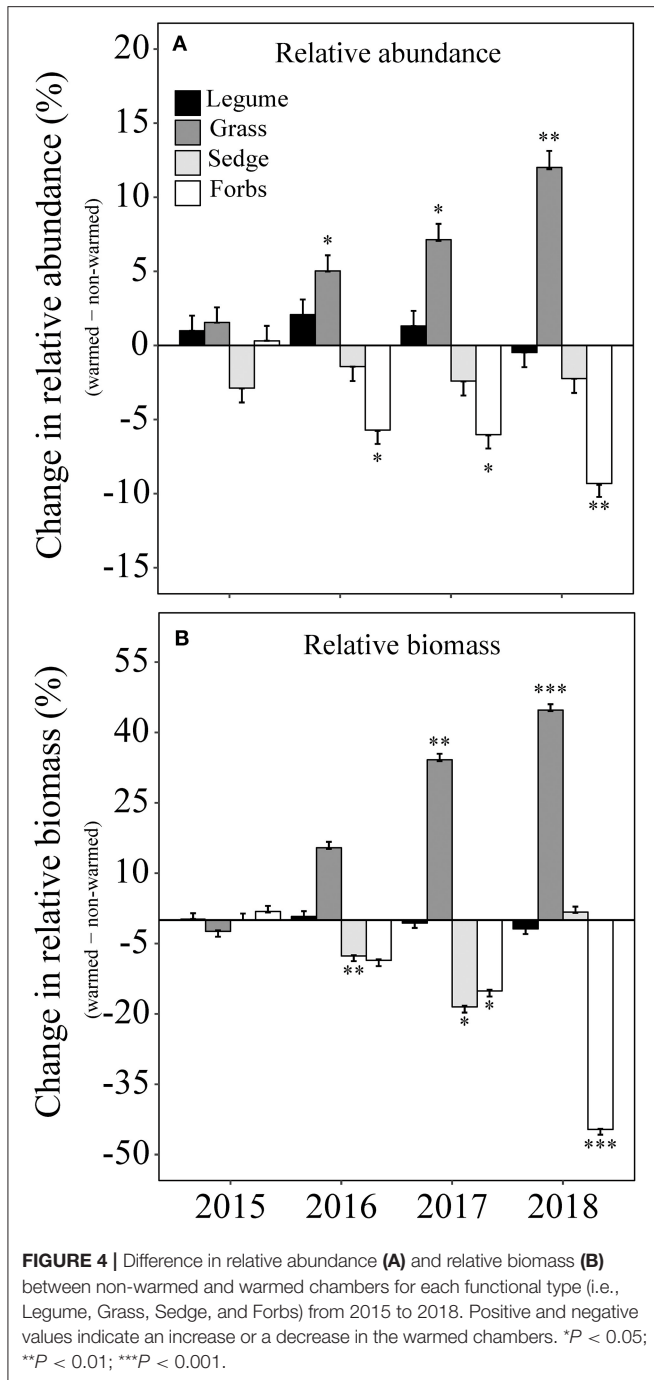 A
Relative abundance
Legume
Grass
Sedge
Forbs
Change in relative abundance (%)
(warmed – non-warmed)
20
15
10
5
0
-5
-10
-15
*
*
*
*
**
**
B
Relative biomass
Change in relative biomass (%)
(warmed – non-warmed)
55
40
25
10
-5
-20
-35
-50
**
**
*
*
***
***
2015 2016 2017 2018
FIGURE 4 | Difference in relative abundance (A) and relative biomass (B)
between non-warmed and warmed chambers for each functional type (i.e.,
Legume, Grass, Sedge, and Forbs) from 2015 to 2018. Positive and negative
values indicate an increase or a decrease in the warmed chambers. *P < 0.05;
**P < 0.01; ***P < 0.001.